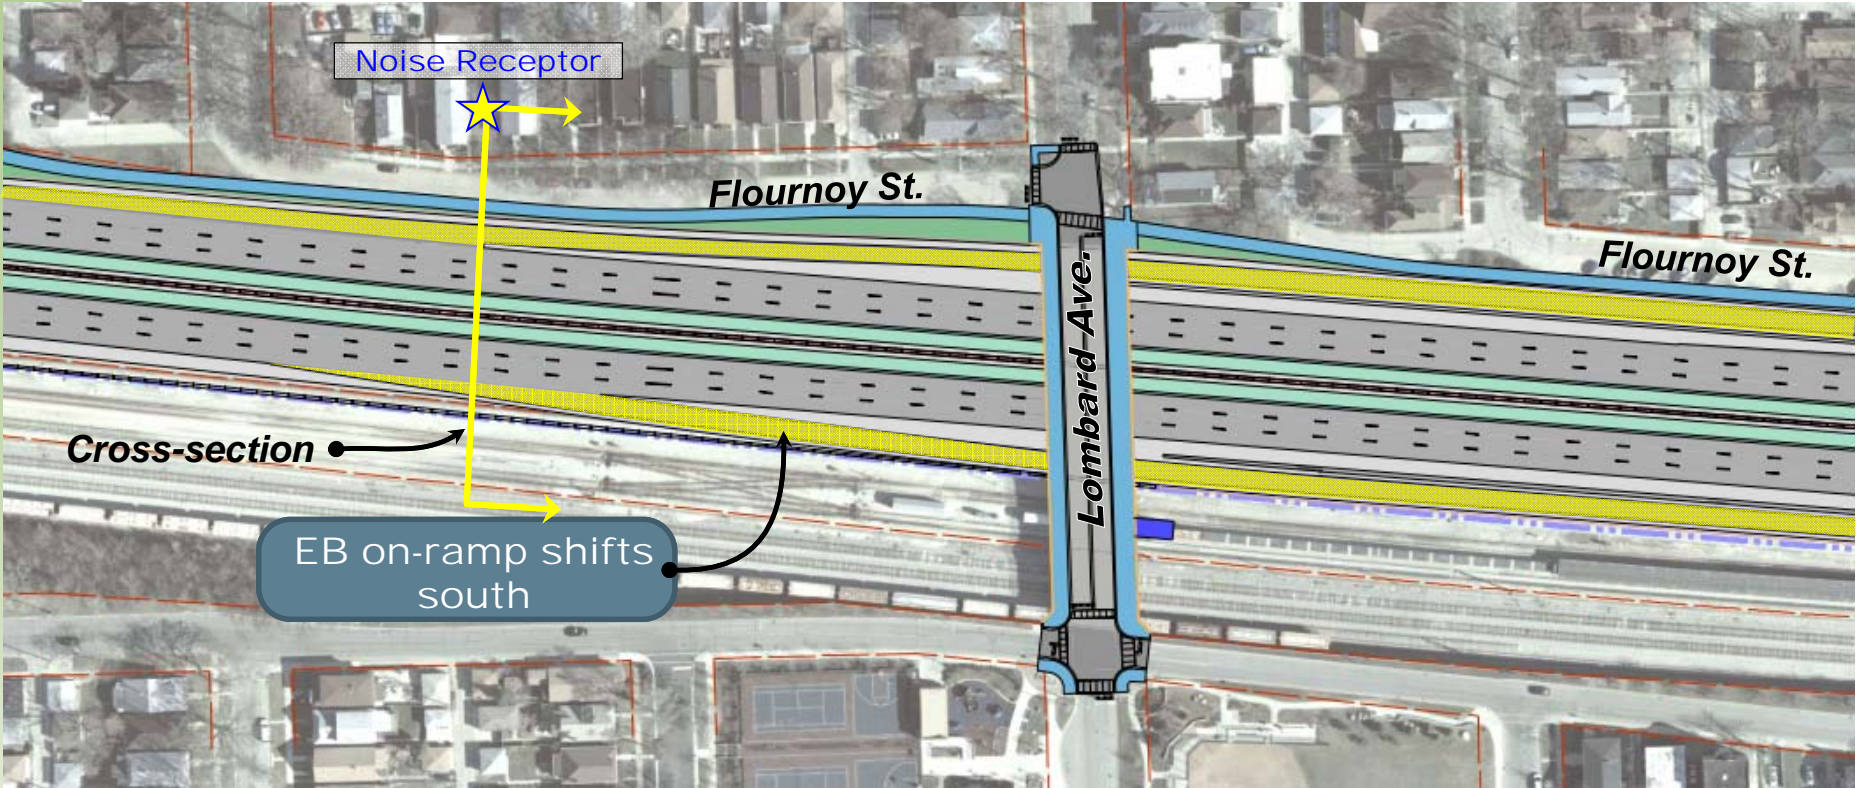 Noise Receptor
Flournoy St.
Flournoy St.
Lombard Ave.
Cross-section
EB on-ramp shifts
south